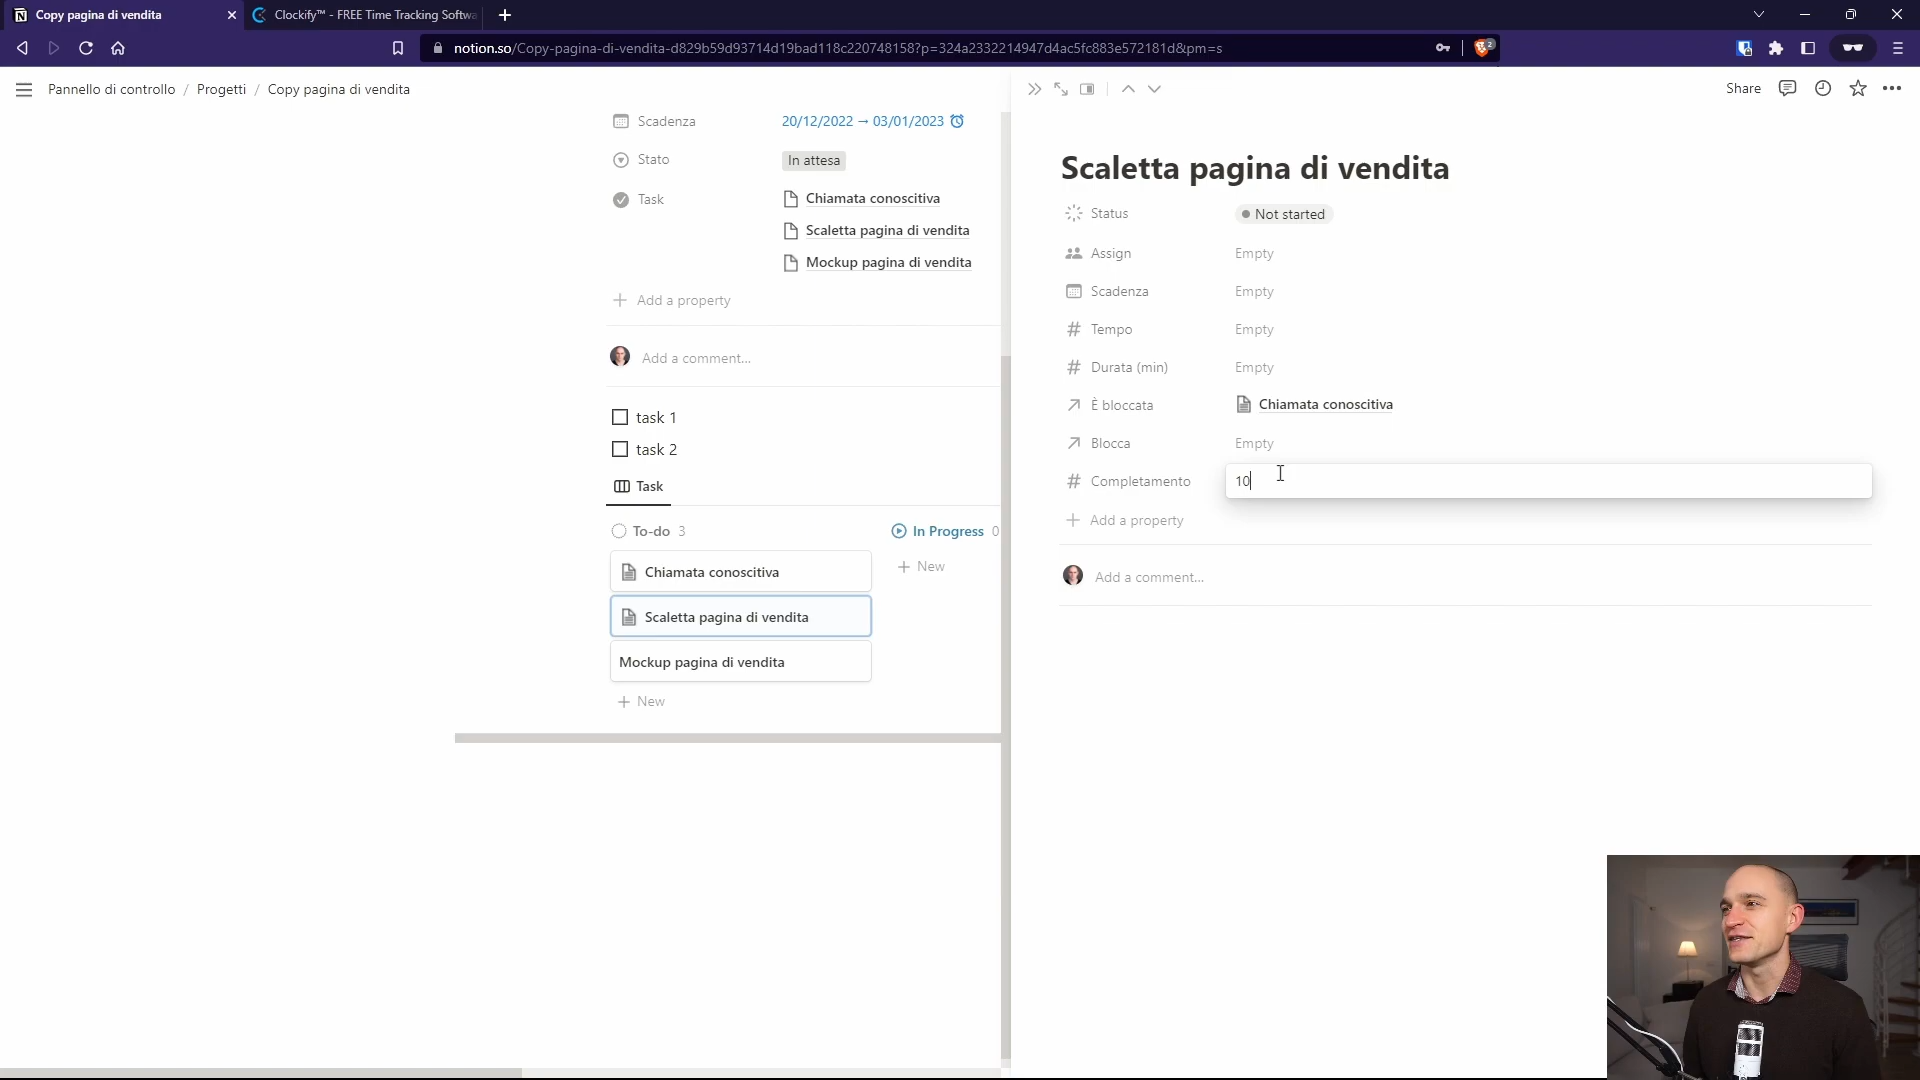 Copy pagina di vendita
Clockify™ - FREE Time Tracking Softwa
notion.so/Copy-pagina-di-vendita-d829b59d93714d19bad118c220748158?p=324a2332214947d4ac5fc883e572181d&pm=s
2
Pannello di controllo / Progetti / Copy pagina di vendita
Share
Scadenza 20/12/2022 → 03/01/2023
Stato In attesa
Task Chiamata conoscitiva
Scaletta pagina di vendita
Mockup pagina di vendita
Add a property
Add a comment...
task 1
task 2
Task
To-do 3
In Progress 0
Chiamata conoscitiva
New
Scaletta pagina di vendita
Mockup pagina di vendita
New
Scaletta pagina di vendita
Status Not started
Assign Empty
Scadenza Empty
Tempo Empty
Durata (min) Empty
È bloccata Chiamata conoscitiva
Blocca Empty
Completamento 10
Add a property
Add a comment...